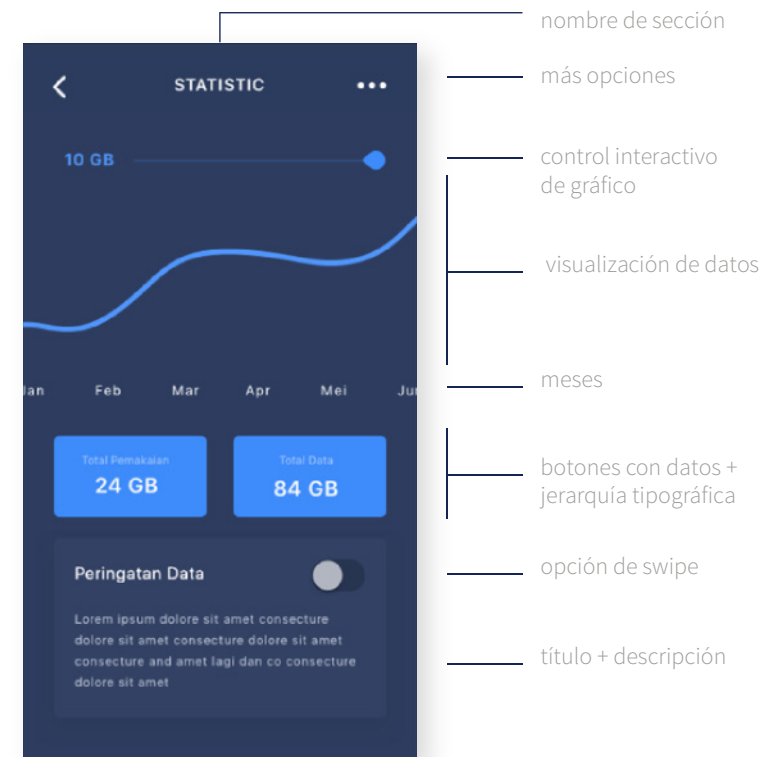 nombre de sección
STATISTIC
más opciones
10 GB
control interactivo
de gráfico
visualización de datos
Jan Feb Mar Apr Mei Jun
meses
Total Pemakaian
24 GB
Total Data
84 GB
botones con datos +
jerarquía tipográfica
Peringatan Data
opción de swipe
Lorem ipsum dolore sit amet consecture
dolore sit amet consecture dolore sit amet
consecture and amet lagi dan co consecture
dolore sit amet
título + descripción